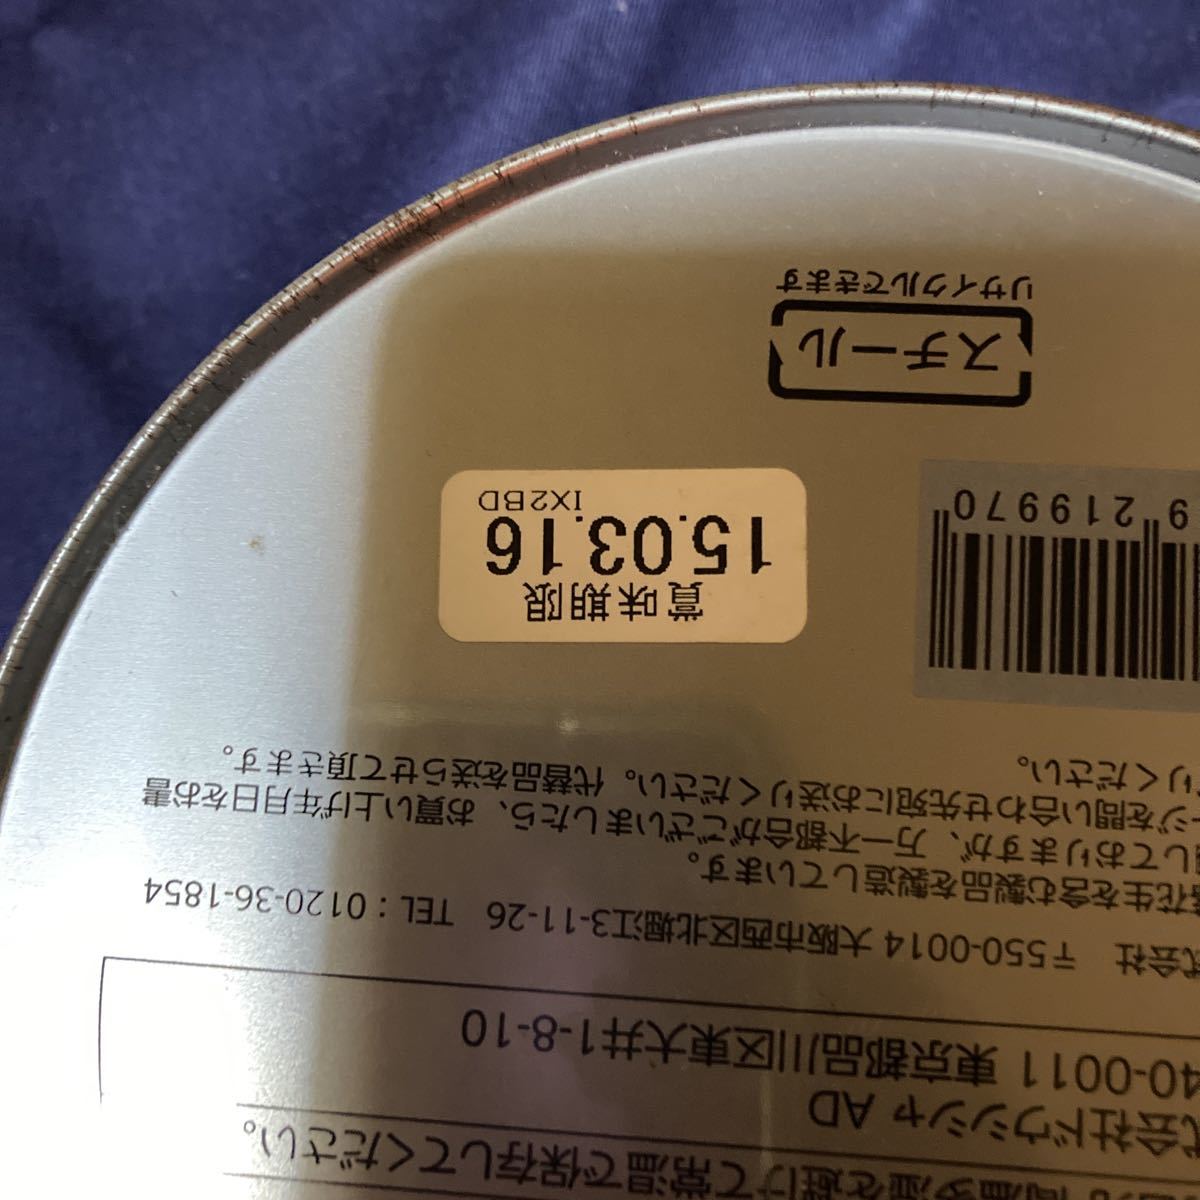 高温多湿を避けて常温で保存してください。
式会社ドウシシャ AD
40-0011 東京都品川区東大井1-8-10
式会社 〒550-0014 大阪市西区北堀江3-11-26 TEL：0120-36-1854
花生を含む製品を製造しています。
しておりますが、万一不都合がございましたら、お買い上げ年月日をお書
ジを問い合わせ先宛にお送りください。代替品を送らせて頂きます。
りください。
賞味期限
15.03.16
IX2BD
9 219970
スチール
リサイクルできます